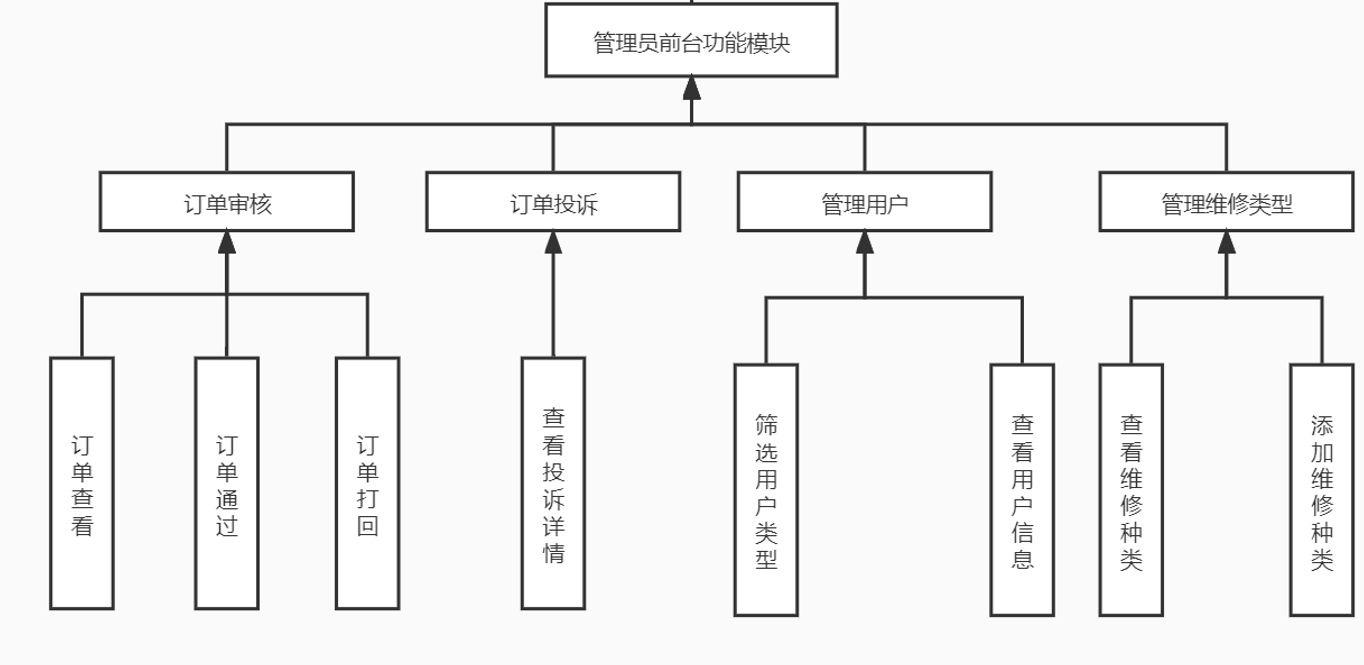 管理员前台功能模块
订单审核
订单投诉
管理用户
管理维修类型
订单查看
订单通过
订单打回
查看投诉详情
筛选用户类型
查看用户信息
查看维修种类
添加维修种类